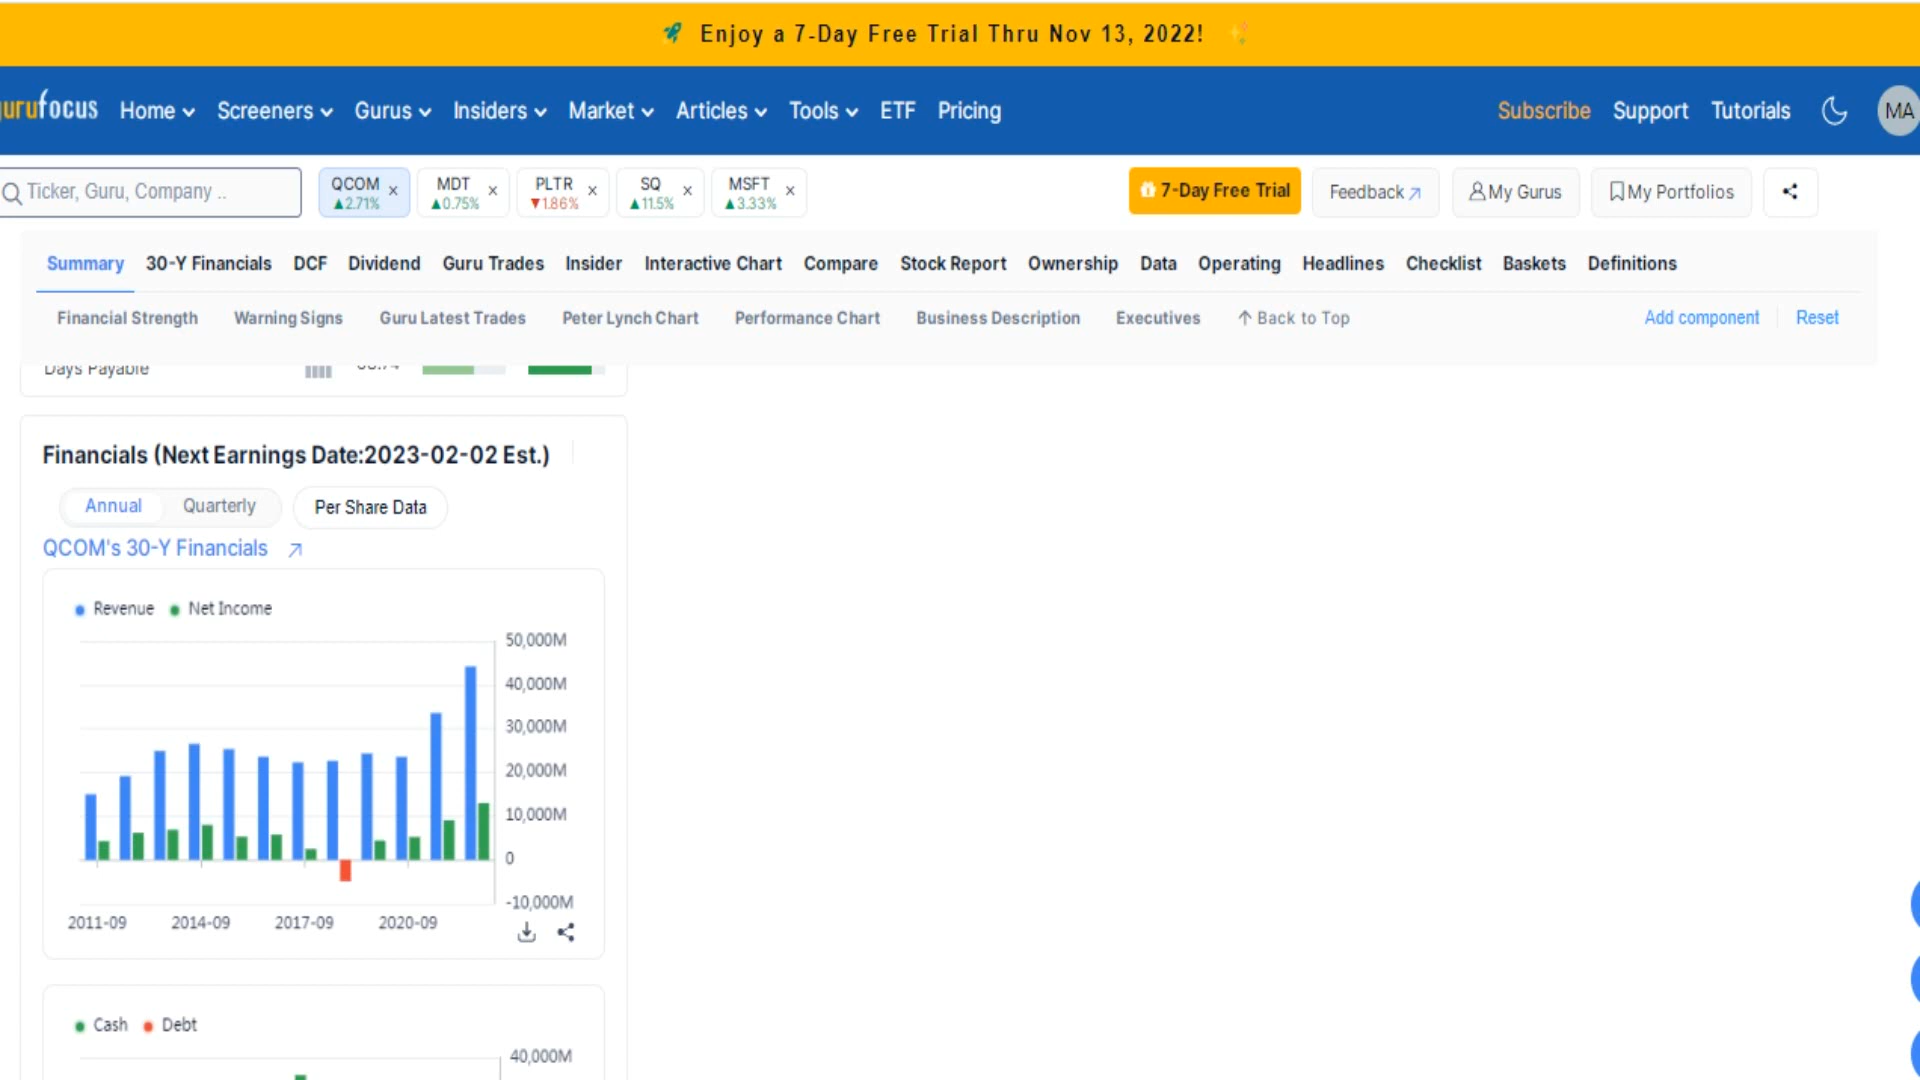 Enjoy a 7-Day Free Trial Thru Nov 13, 2022!
gurufocus Home Screeners Gurus Insiders Market Articles Tools ETF Pricing Subscribe Support Tutorials MA
Ticker, Guru, Company .. QCOM × MDT × PLTR × SQ × MSFT × 7-Day Free Trial Feedback My Gurus My Portfolios
▲2.71% ▲0.75% ▼1.86% ▲11.5% ▲3.33%
Summary 30-Y Financials DCF Dividend Guru Trades Insider Interactive Chart Compare Stock Report Ownership Data Operating Headlines Checklist Baskets Definitions
Financial Strength Warning Signs Guru Latest Trades Peter Lynch Chart Performance Chart Business Description Executives ↑ Back to Top Add component Reset
Days Payable
Financials (Next Earnings Date:2023-02-02 Est.)
Annual Quarterly Per Share Data
QCOM's 30-Y Financials
Revenue Net Income
50,000M
40,000M
30,000M
20,000M
10,000M
0
-10,000M
2011-09 2014-09 2017-09 2020-09
Cash Debt
40,000M